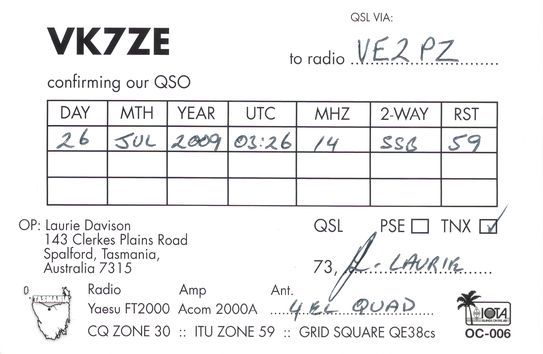 QSL VIA:
VK7ZE
to radio VE2PZ
confirming our QSO
DAY MTH YEAR UTC MHZ 2-WAY RST
26 JUL 2009 03:26 14 SSB 59
OP: Laurie Davison QSL PSE TNX
143 Clerkes Plains Road
Spalford, Tasmania,
Australia 7315 73, L - LAURIE
Radio Amp Ant.
TASMANIA Yaesu FT2000 Acom 2000A 4 EL QUAD
IOTA
CQ ZONE 30 :: ITU ZONE 59 :: GRID SQUARE QE38cs OC-006